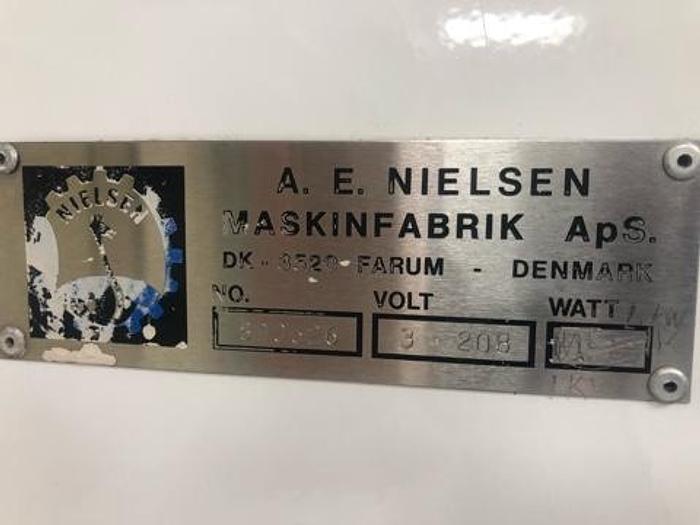 NIELSEN
A. E. NIELSEN
MASKINFABRIK ApS.
DK - 3520 FARUM - DENMARK
NO. VOLT WATT
3 - 208